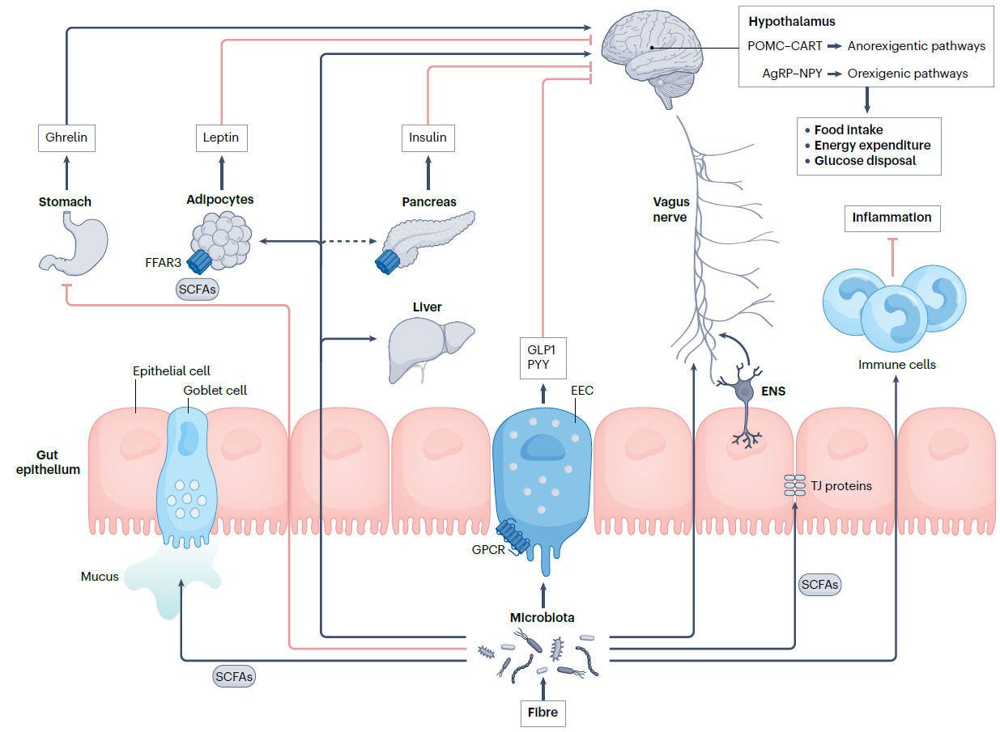 Hypothalamus
POMC–CART
Anorexigentic pathways
AgRP–NPY
Orexigenic pathways
Food intake
Energy expenditure
Glucose disposal
Ghrelin
Leptin
Insulin
Stomach
Adipocytes
Pancreas
Vagus
nerve
Inflammation
FFAR3
SCFAs
Liver
GLP1
PYY
Immune cells
Epithelial cell
Goblet cell
EEC
ENS
Gut
epithelium
TJ proteins
GPCR
Mucus
SCFAs
Microbiota
SCFAs
Fibre